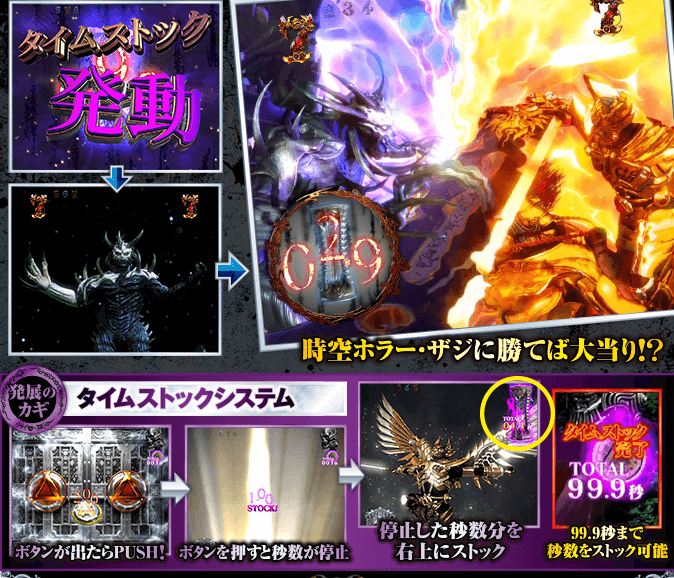 タイムストック
発動
234
029
時空ホラー・ザジに勝てば大当り!?
発展の
カギ
タイムストックシステム
ボタンが出たらPUSH!
1.00
STOCK!
ボタンを押すと秒数が停止
TOTAL
停止した秒数分を
右上にストック
タイムストック
完了
TOTAL
99.9秒
99.9秒まで
秒数をストック可能